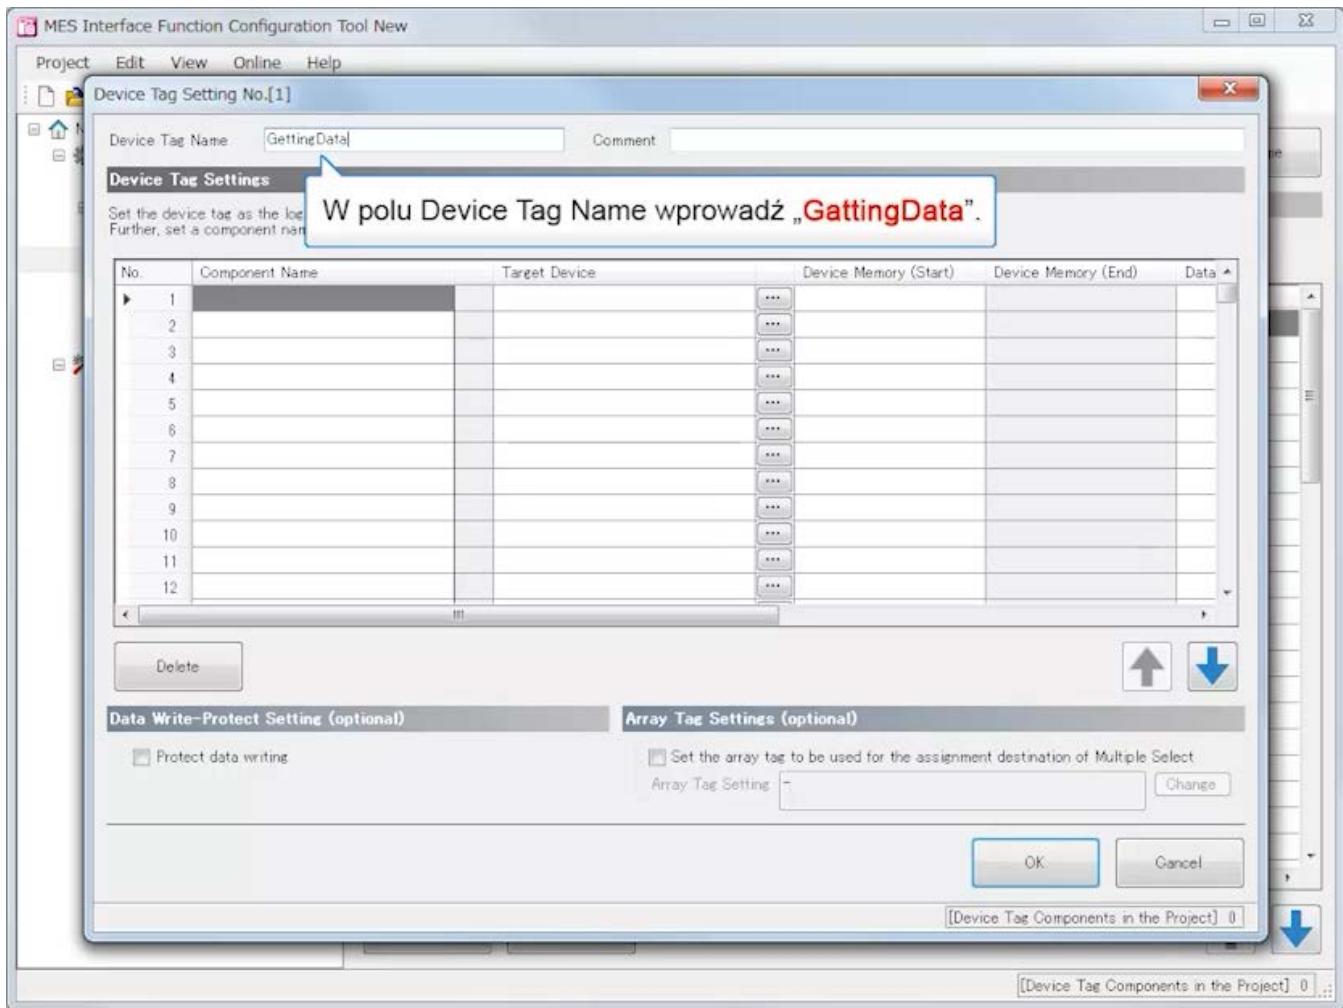 MES Interface Function Configuration Tool New
Project Edit View Online Help
Device Tag Setting No.[1]
Device Tag Name GettingData Comment
Device Tag Settings
W polu Device Tag Name wprowadź „GattingData”.
Set the device tag as the
Further, set a component
No. Component Name Target Device Device Memory (Start) Device Memory (End) Data
1
2
3
4
5
6
7
8
9
10
11
12
Delete
Data Write-Protect Setting (optional) Array Tag Settings (optional)
Protect data writing Set the array tag to be used for the assignment destination of Multiple Select
Array Tag Setting - Change
OK Cancel
[Device Tag Components in the Project] 0
[Device Tag Components in the Project] 0